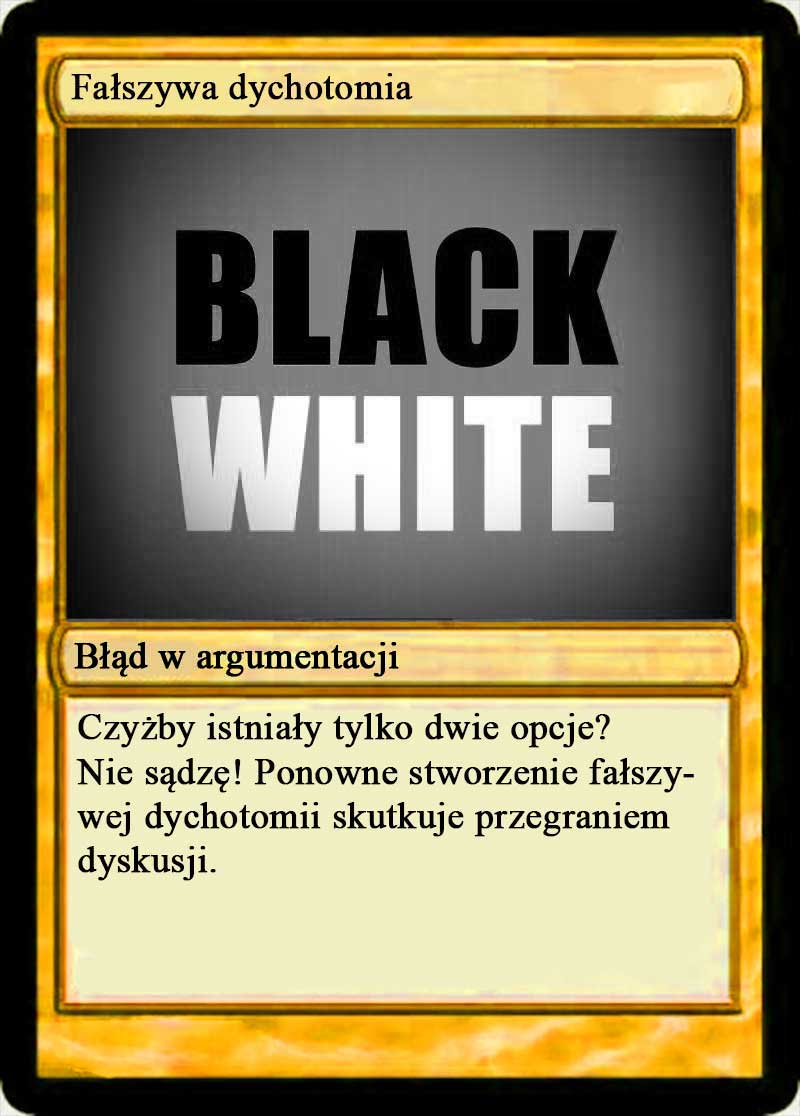 Fałszywa dychotomia
BLACK
WHITE
Błąd w argumentacji
Czyżby istniały tylko dwie opcje?
Nie sądzę! Ponowne stworzenie fałszy-
wej dychotomii skutkuje przegraniem
dyskusji.